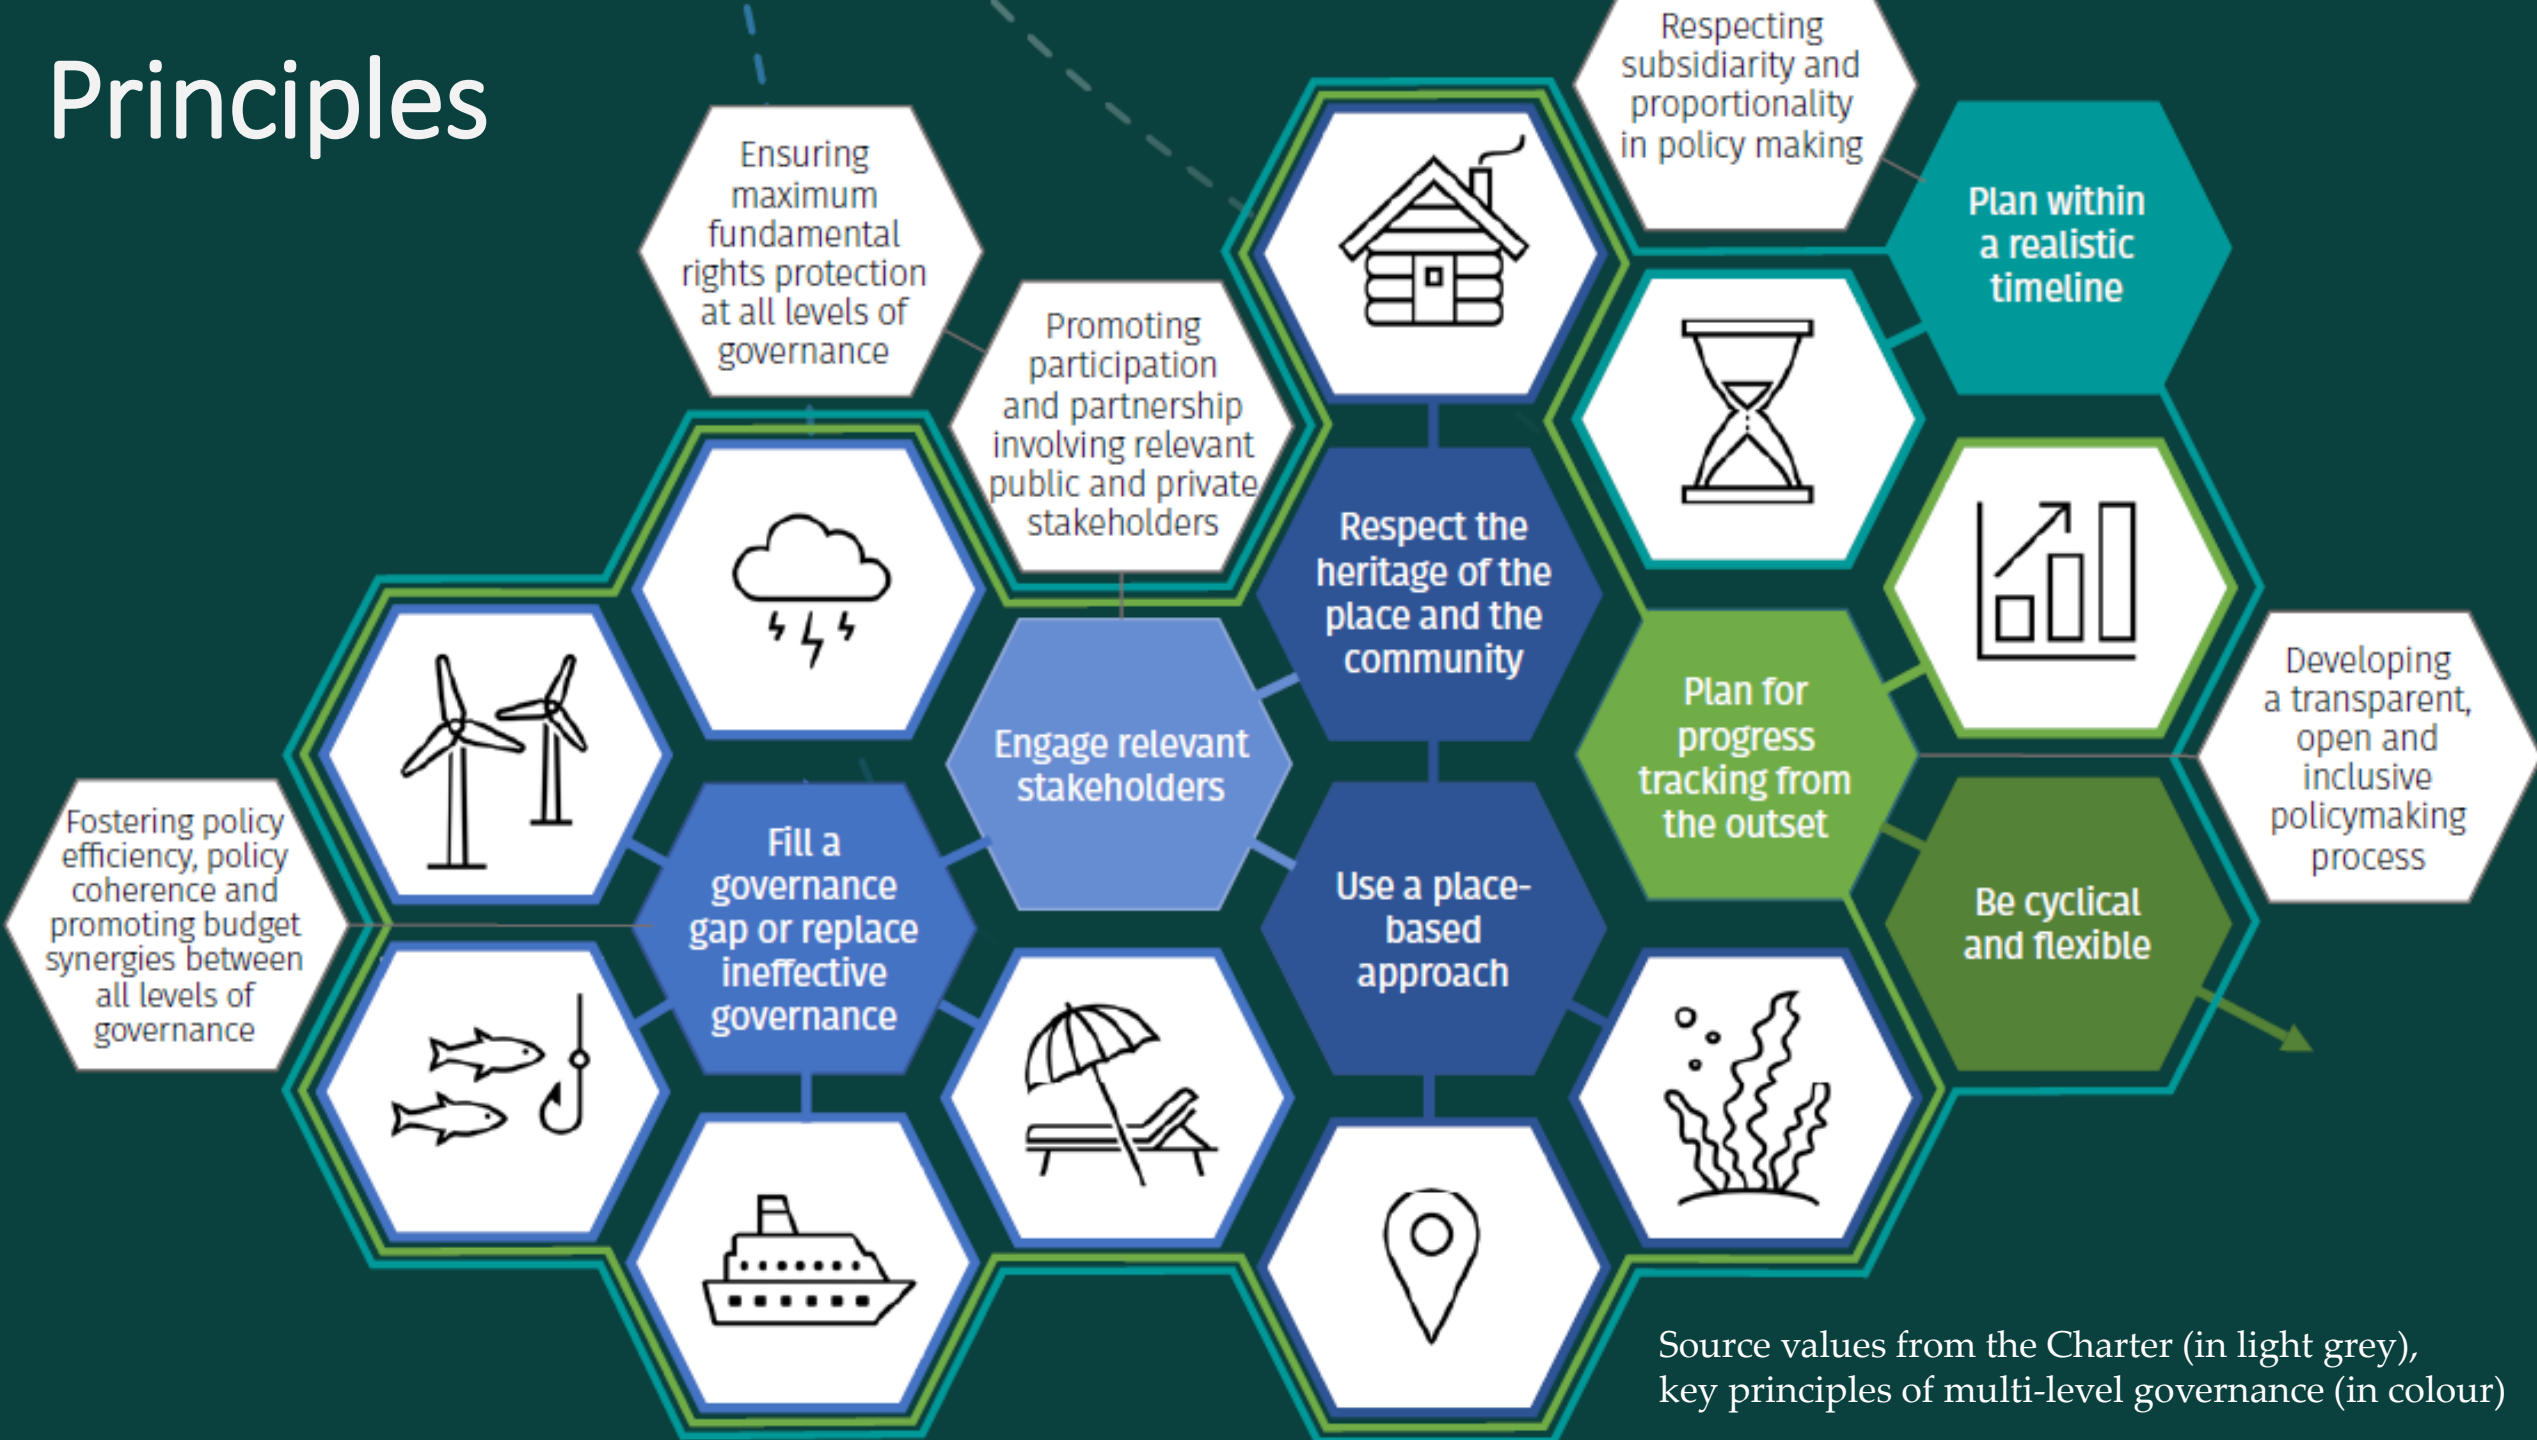 Principles
Ensuring
maximum
fundamental
rights protection
at all levels of
governance
Promoting
participation
and partnership
involving relevant
public and private
stakeholders
Respecting
subsidiarity and
proportionality
in policy making
Plan within
a realistic
timeline
Respect the
heritage of the
place and the
community
Engage relevant
stakeholders
Plan for
progress
tracking from
the outset
Developing
a transparent,
open and
inclusive
policymaking
process
Fostering policy
efficiency, policy
coherence and
promoting budget
synergies between
all levels of
governance
Fill a
governance
gap or replace
ineffective
governance
Use a place-
based
approach
Be cyclical
and flexible
Source values from the Charter (in light grey),
key principles of multi-level governance (in colour)